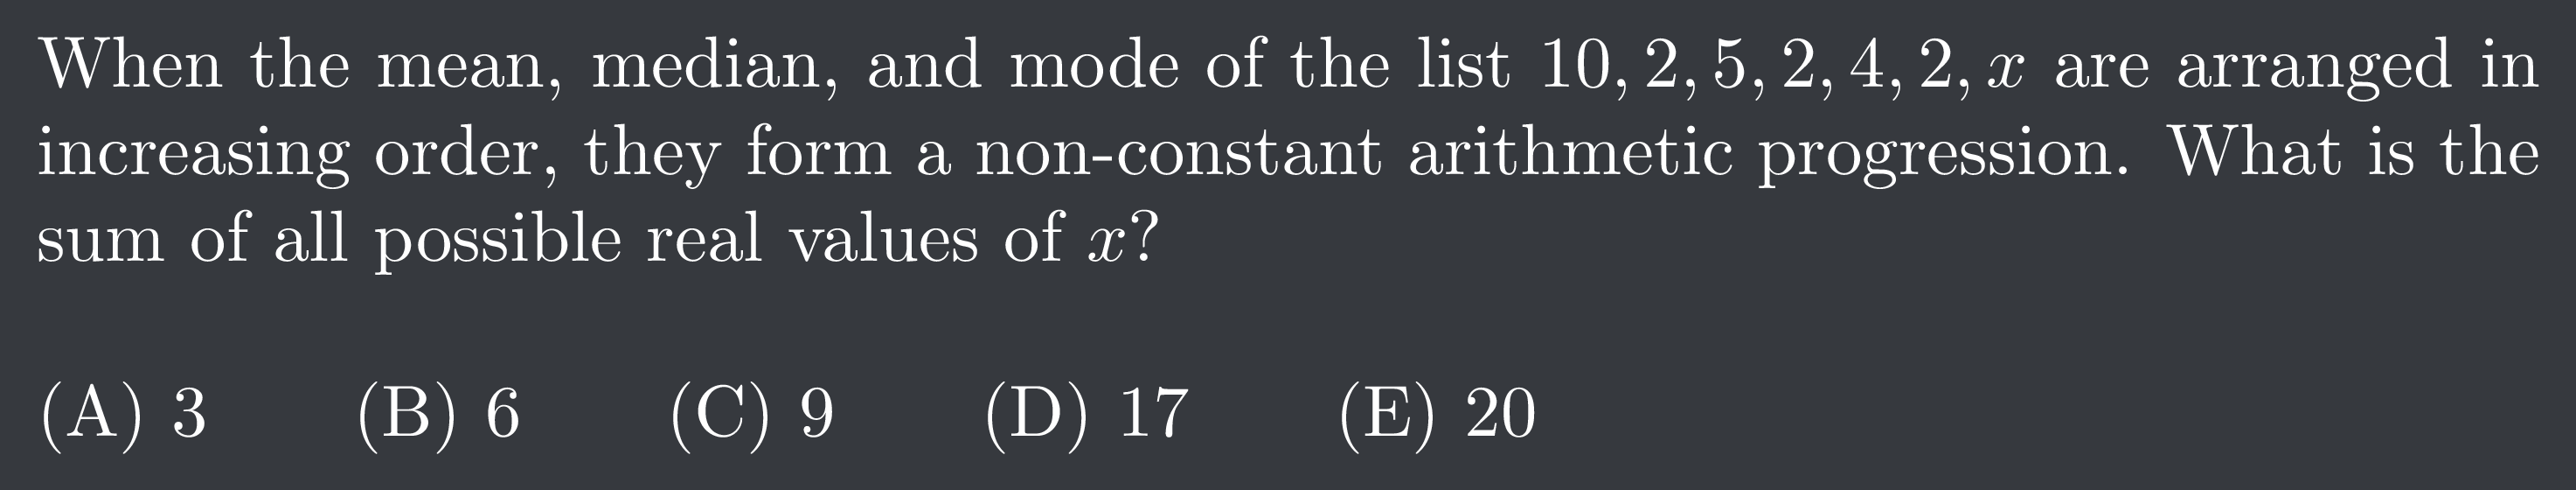 When the mean, median, and mode of the list 10, 2, 5, 2, 4, 2, x are arranged in
increasing order, they form a non-constant arithmetic progression. What is the
sum of all possible real values of x?
(A) 3 (B) 6 (C) 9 (D) 17 (E) 20